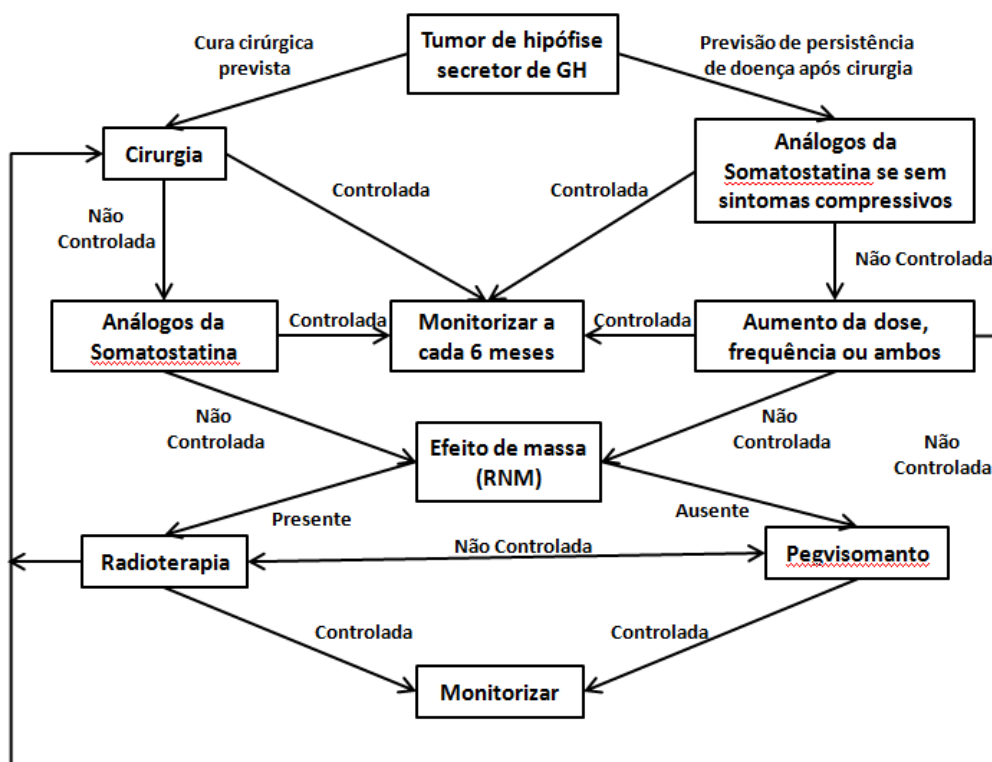 Tumor de hipófise
secretor de GH
Cura cirúrgica
prevista
Previsão de persistência
de doença após cirurgia
Cirurgia
Análogos da
Somatostatina se sem
sintomas compressivos
Controlada
Controlada
Não
Controlada
Não Controlada
Análogos da
Somatostatina
Controlada
Monitorizar a
cada 6 meses
Controlada
Aumento da dose,
frequência ou ambos
Não
Controlada
Não
Controlada
Não
Controlada
Efeito de massa
(RNM)
Presente
Ausente
Radioterapia
Não Controlada
Pegvisomanto
Controlada
Controlada
Monitorizar